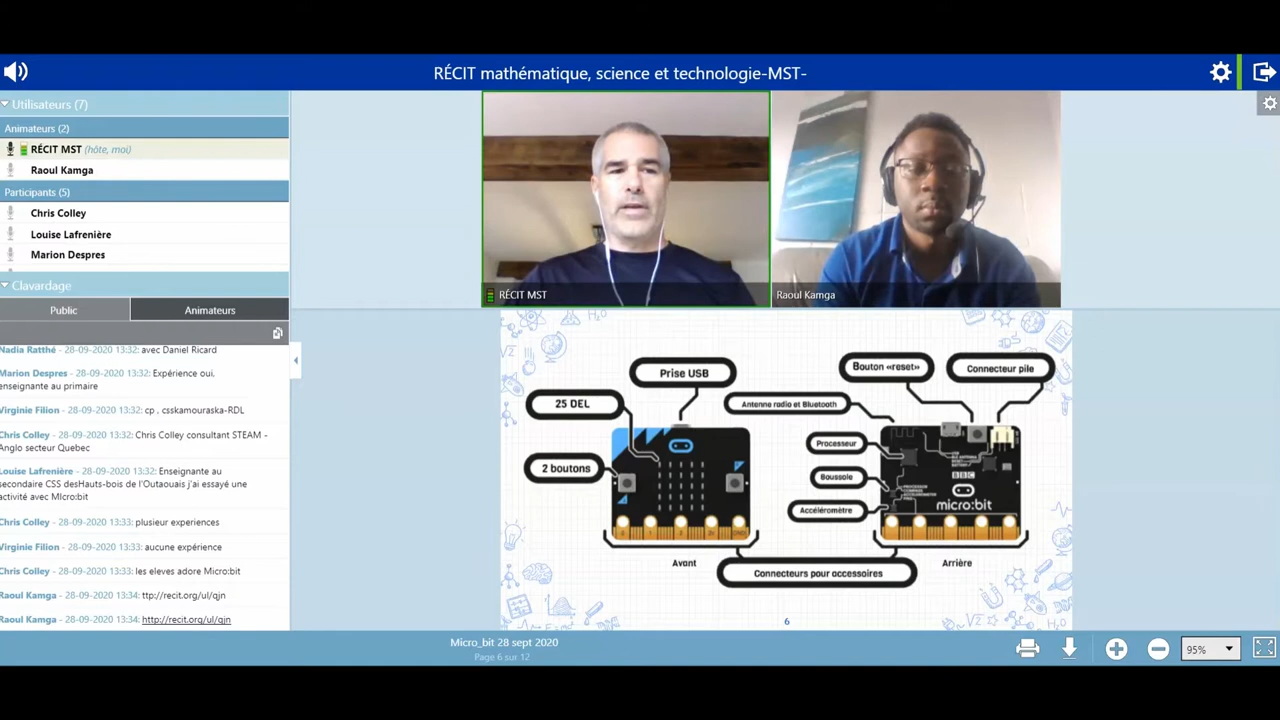 RÉCIT mathématique, science et technologie-MST-
Utilisateurs (7)
Animateurs (2)
RÉCIT MST (hôte, moi)
Raoul Kamga
Participants (5)
Chris Colley
Louise Lafrenière
Marion Despres
Clavardage
Public
Animateurs
Nadia Ratthé - 28-09-2020 13:32: avec Daniel Ricard
Marion Despres - 28-09-2020 13:32: Expérience oui,
enseignante au primaire
Virginie Filion - 28-09-2020 13:32: cp , csskamouraska-RDL
Chris Colley - 28-09-2020 13:32: Chris Colley consultant STEAM -
Anglo secteur Quebec
Louise Lafrenière - 28-09-2020 13:32: Enseignante au
secondaire CSS desHauts-bois de l'Outaouais j'ai essayé une
activité avec MIcro:bit
Chris Colley - 28-09-2020 13:33: plusieur experiences
Virginie Filion - 28-09-2020 13:33: aucune expérience
Chris Colley - 28-09-2020 13:33: les eleves adore Micro:bit
Raoul Kamga - 28-09-2020 13:34: ttp://recit.org/ul/qjn
Raoul Kamga - 28-09-2020 13:34: http://recit.org/ul/qjn
RÉCIT MST
Raoul Kamga
Prise USB
25 DEL
2 boutons
Avant
Bouton «reset»
Connecteur pile
Antenne radio et Bluetooth
Processeur
Boussole
Accéléromètre
BBC
micro:bit
Arrière
Connecteurs pour accessoires
6
Micro_bit 28 sept 2020
Page 6 sur 12
95%